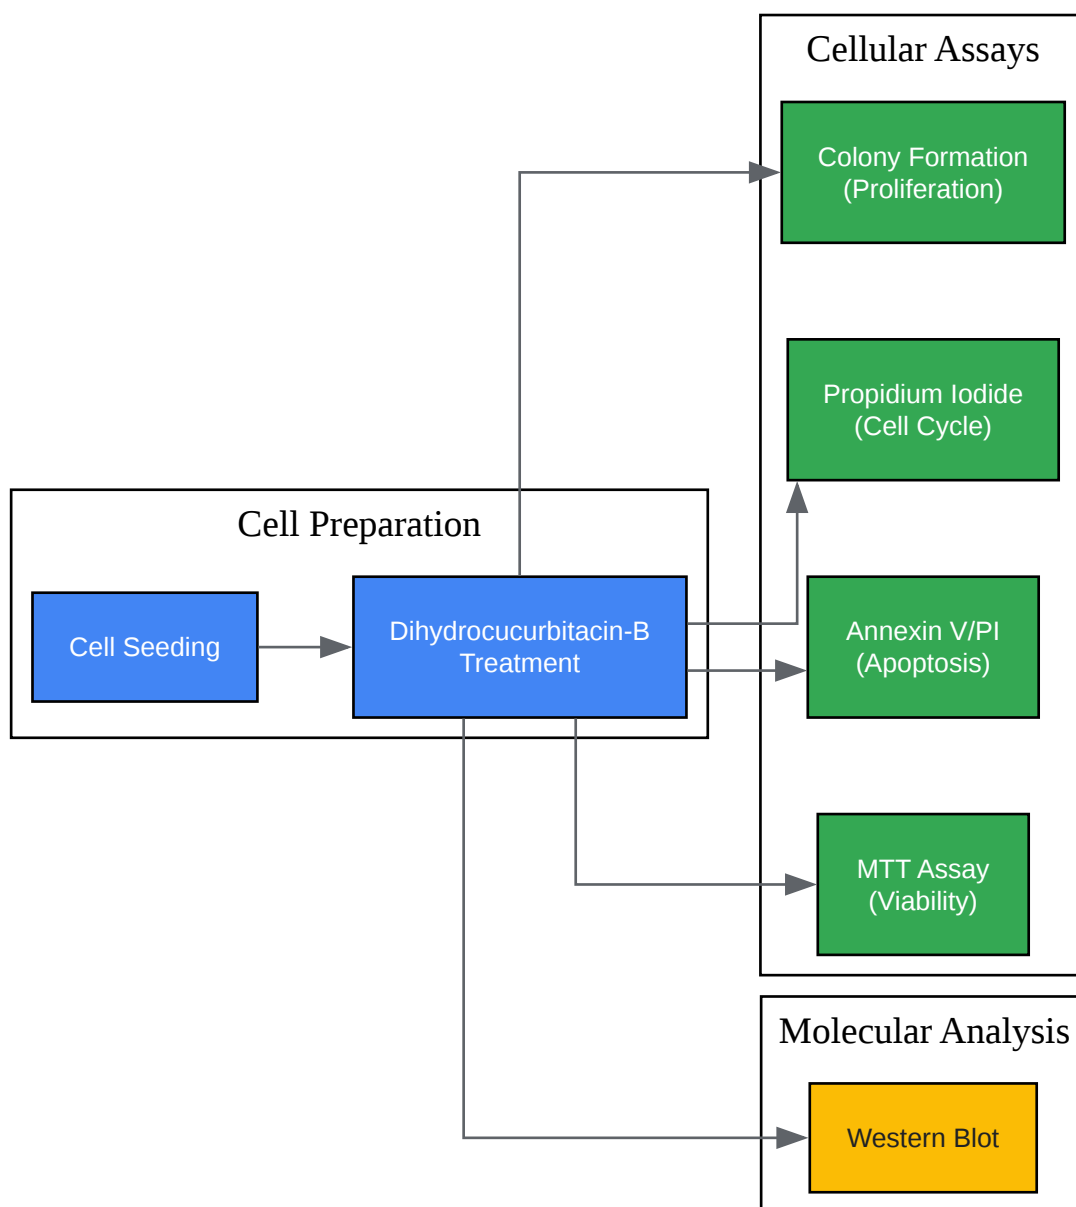 Cellular Assays
Colony Formation
(Proliferation)
Propidium Iodide
(Cell Cycle)
Cell Preparation
Cell Seeding
Dihydrocucurbitacin-B
Treatment
Annexin V/PI
(Apoptosis)
MTT Assay
(Viability)
Molecular Analysis
Western Blot